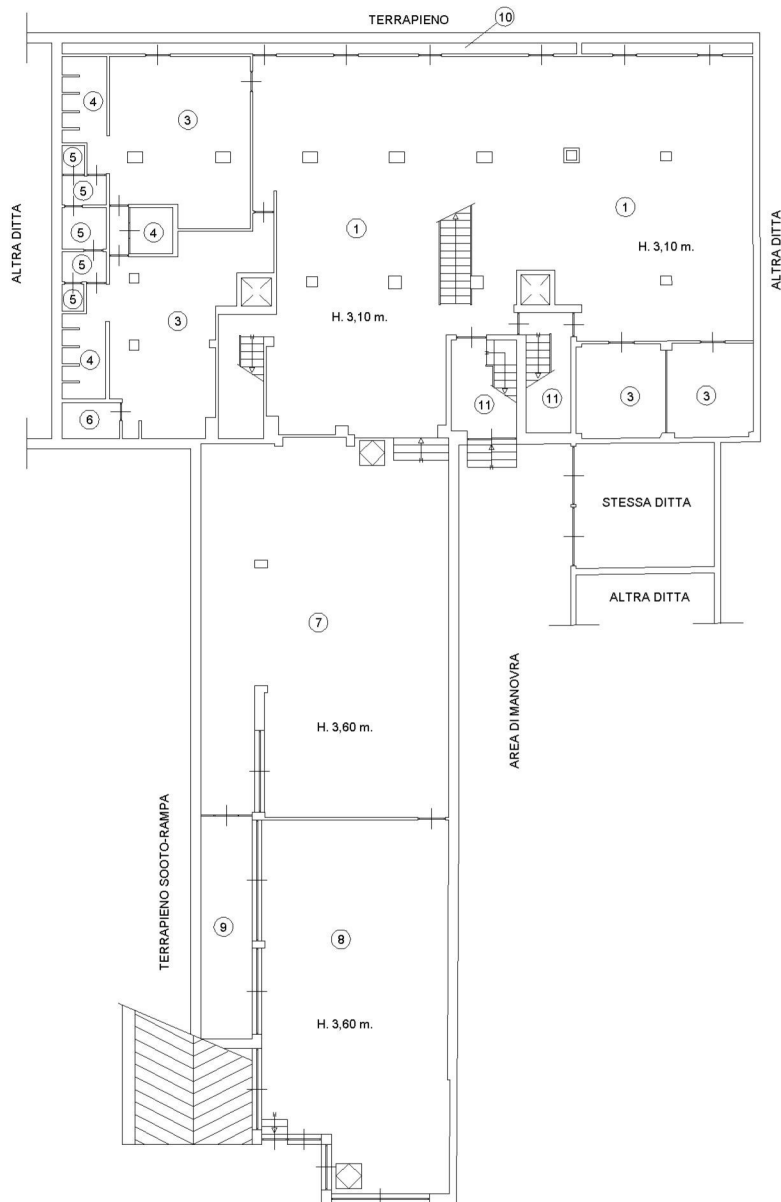 TERRAPIENO
10
4
3
5
5
1
1
4
5
H. 3,10 m.
5
5
3
H. 3,10 m.
4
3
3
11
11
6
ALTRA DITTA
ALTRA DITTA
STESSA DITTA
ALTRA DITTA
7
H. 3,60 m.
AREA DI MANOVRA
TERRAPIENO SOOTO-RAMPA
9
8
H. 3,60 m.